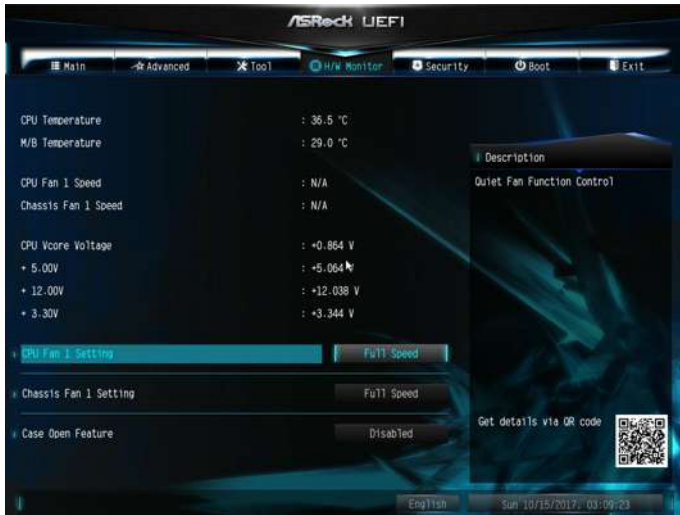 ASRock UEFI
Main Advanced Tool H/W Monitor Security Boot Exit
CPU Temperature : 36.5 °C
M/B Temperature : 29.0 °C
CPU Fan 1 Speed : N/A
Chassis Fan 1 Speed : N/A
CPU Vcore Voltage : +0.864 V
+ 5.00V : +5.064 V
+ 12.00V : +12.038 V
+ 3.30V : +3.344 V
CPU Fan 1 Setting Full Speed
Chassis Fan 1 Setting Full Speed
Case Open Feature Disabled
Description
Quiet Fan Function Control
Get details via QR code
English Sun 10/15/2017, 03:09:23